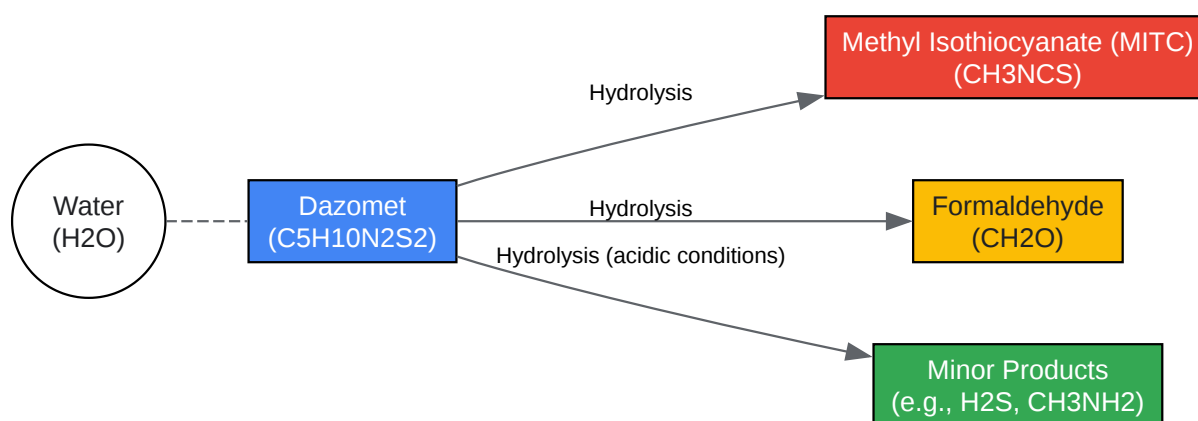 Water
(H2O)
Dazomet
(C5H10N2S2)
Hydrolysis
Methyl Isothiocyanate (MITC)
(CH3NCS)
Hydrolysis
Formaldehyde
(CH2O)
Hydrolysis (acidic conditions)
Minor Products
(e.g., H2S, CH3NH2)